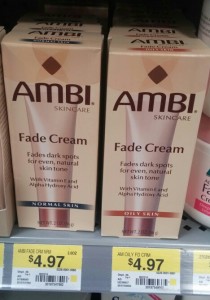 AMBI
SKINCARE
Fade Cream
Fades dark spots
for even, natural
skin tone
With Vitamin E and
Alpha Hydroxy Acid
NORMAL SKIN
AMBI
SKINCARE
Fade Cream
Fades dark spots
for even, natural
skin tone
With Vitamin E and
Alpha Hydroxy Acid
OILY SKIN
$4.97
$4.97